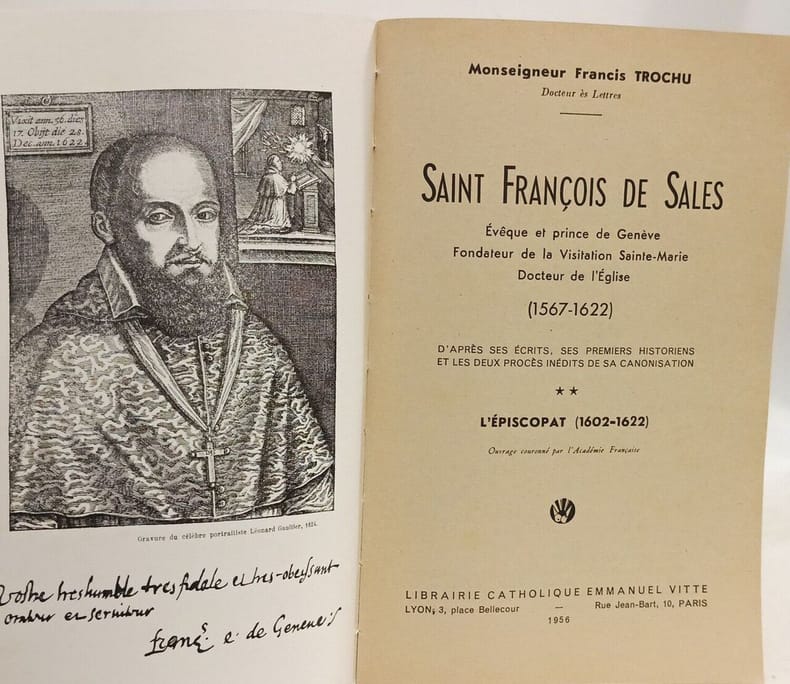 Vixit ann. 56. dies
17. Obijt die 28.
Dec. ann. 1622
Gravure du célèbre portraitiste Léonard Gaultier, 1624.
Vostre treshumble tres fidale et tres-obeyssant
orateur et serviteur
Franç.s e. de Geneve
Monseigneur Francis TROCHU
Docteur ès Lettres
SAINT FRANÇOIS DE SALES
Évêque et prince de Genève
Fondateur de la Visitation Sainte-Marie
Docteur de l'Église
(1567-1622)
D'APRÈS SES ÉCRITS, SES PREMIERS HISTORIENS
ET LES DEUX PROCÈS INÉDITS DE SA CANONISATION
★ ★
L'ÉPISCOPAT (1602-1622)
Ouvrage couronné par l'Académie Française
LIBRAIRIE CATHOLIQUE EMMANUEL VITTE
LYON, 3, place Bellecour — Rue Jean-Bart, 10, PARIS
1956